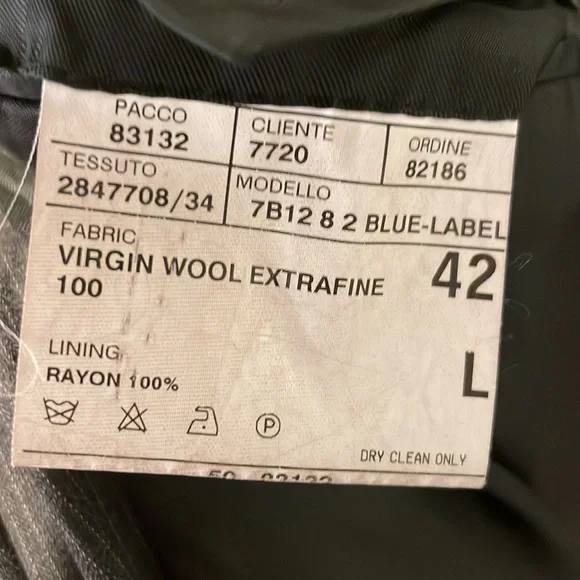 PACCO
83132
CLIENTE
7720
ORDINE
82186
TESSUTO
2847708/34
MODELLO
7B12 8 2 BLUE-LABEL
FABRIC
VIRGIN WOOL EXTRAFINE
100
42
LINING
RAYON 100%
L
P
DRY CLEAN ONLY